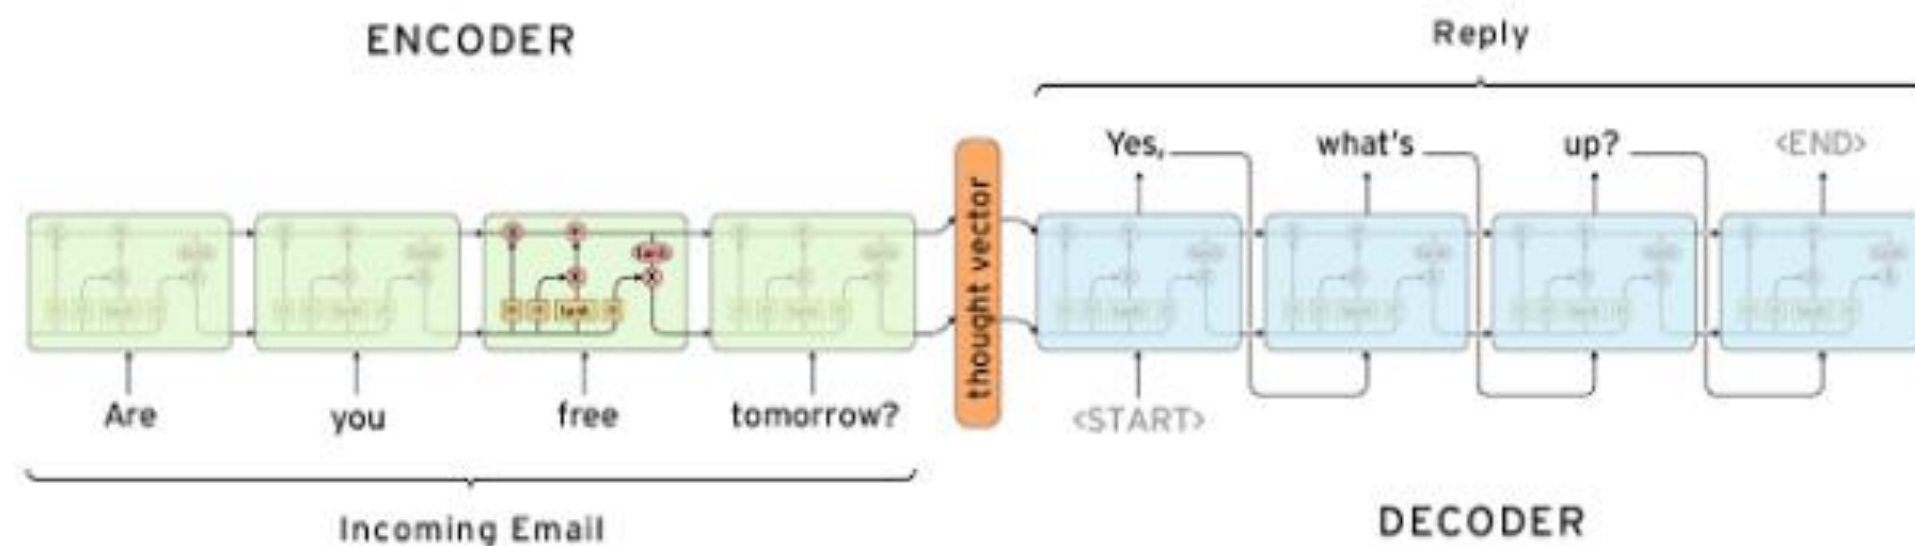 ENCODER
Reply
Yes, what's up? <END>
thought vector
Are you free tomorrow? <START>
Incoming Email
DECODER